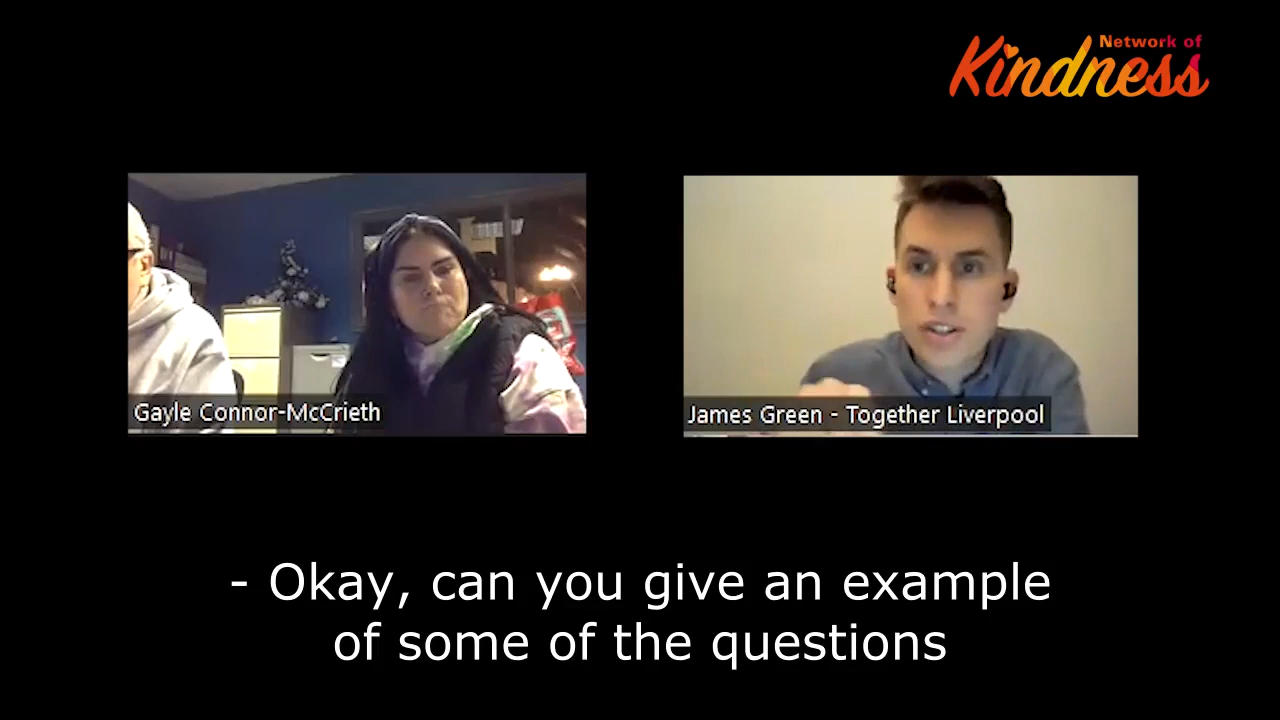 Network of
Kindness
Gayle Connor-McCrieth
James Green - Together Liverpool
- Okay, can you give an example
of some of the questions